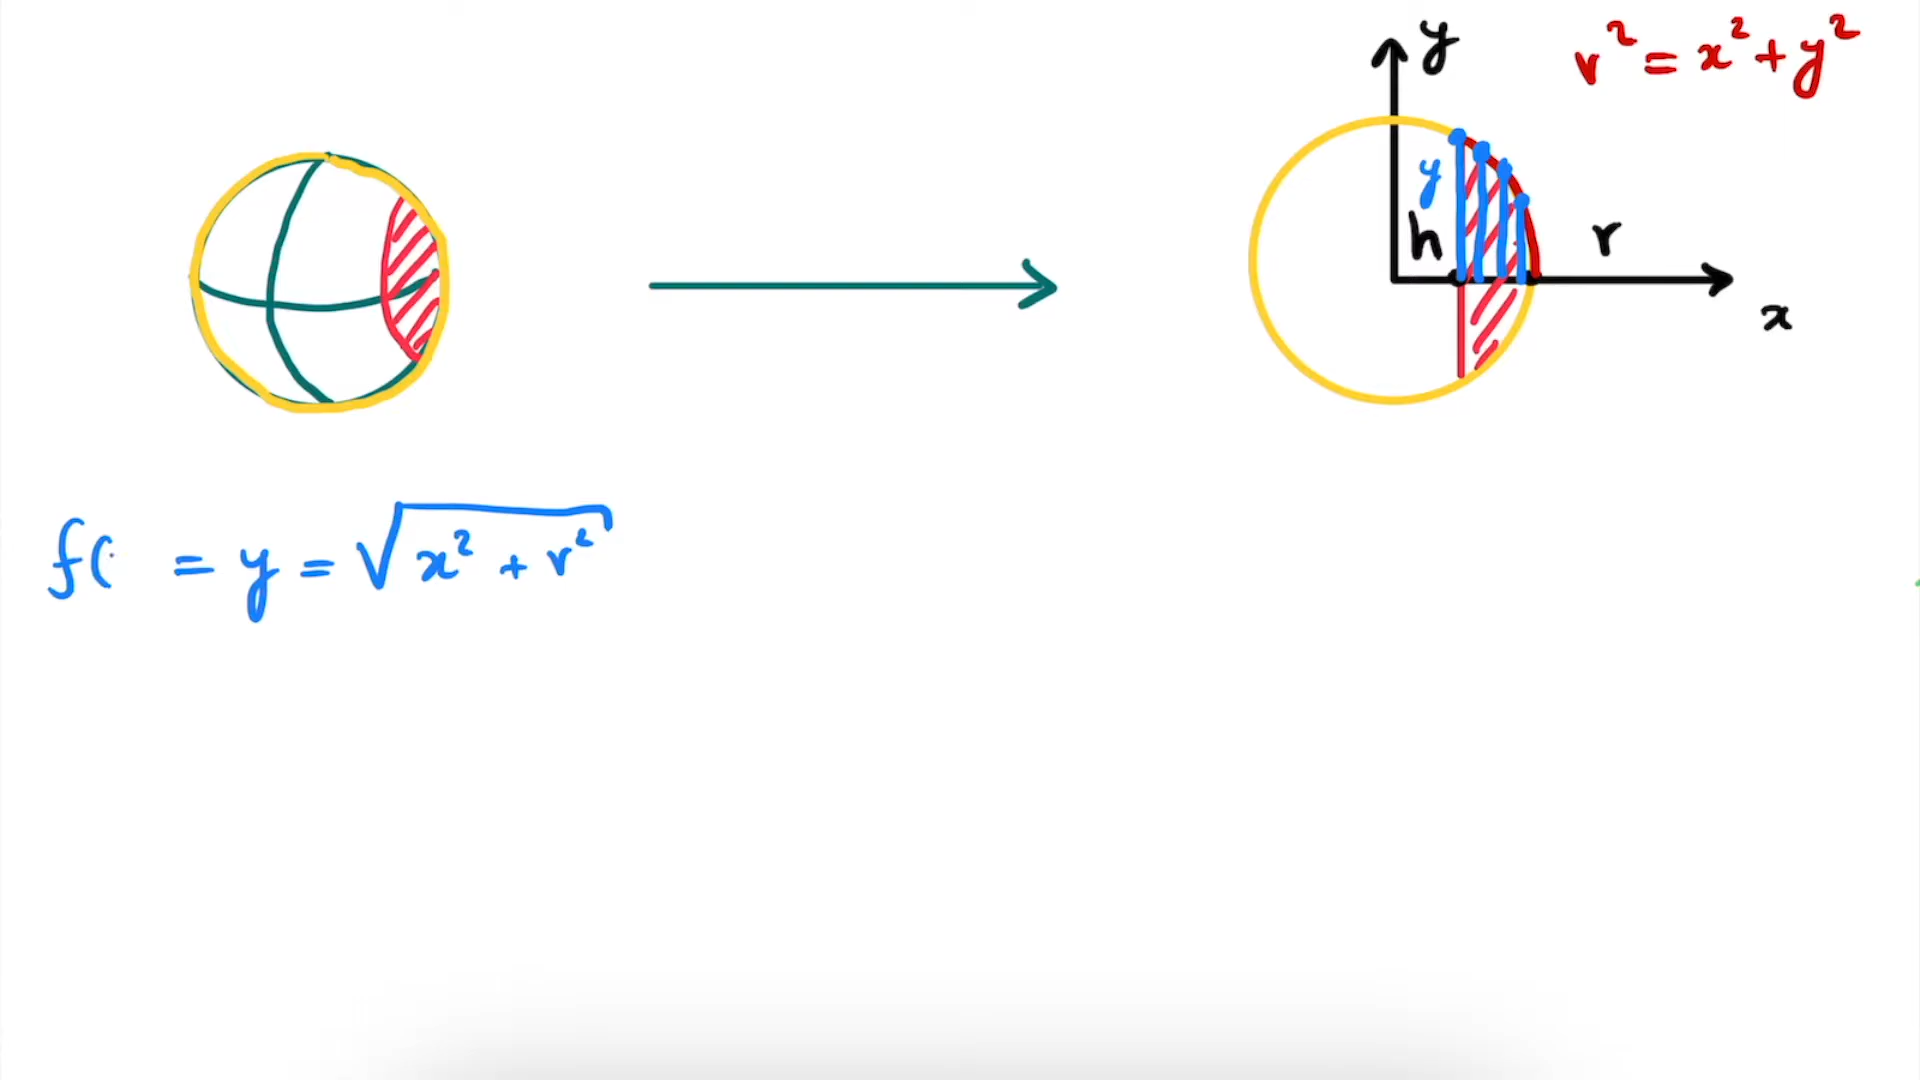 y
r² = x² + y²
y
h
r
x
f( = y = √x² + r²